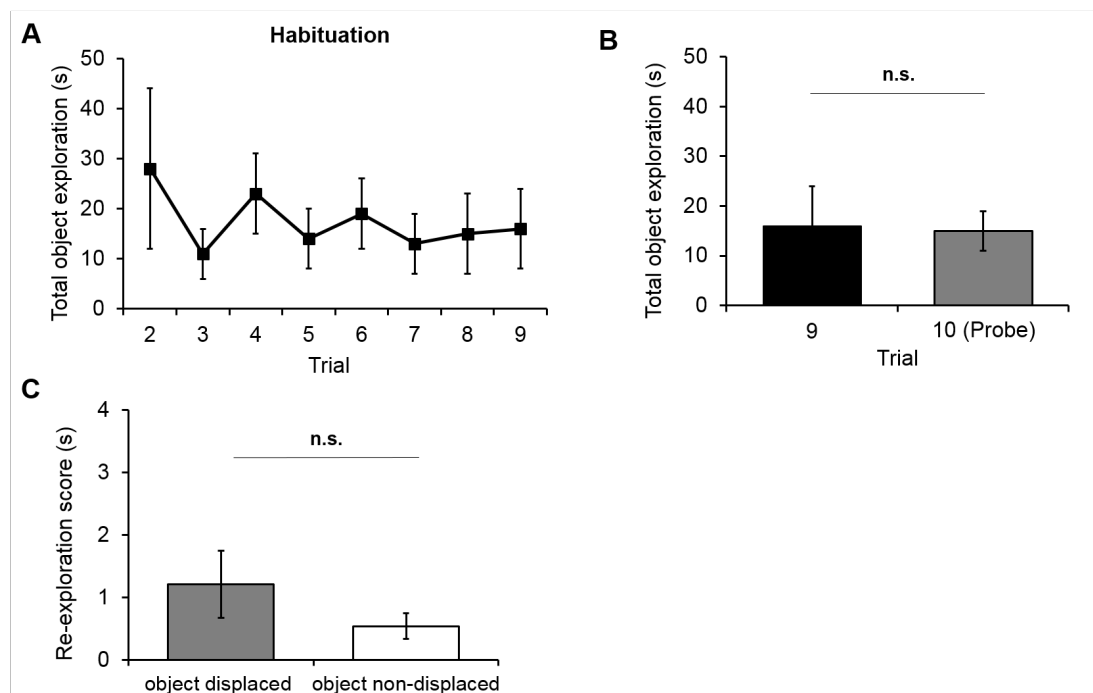 A
Habituation
Total object exploration (s)
50
40
30
20
10
0
2 3 4 5 6 7 8 9
Trial
B
Total object exploration (s)
50
40
30
20
10
0
n.s.
9 10 (Probe)
Trial
C
Re-exploration score (s)
4
3
2
1
0
n.s.
object displaced object non-displaced